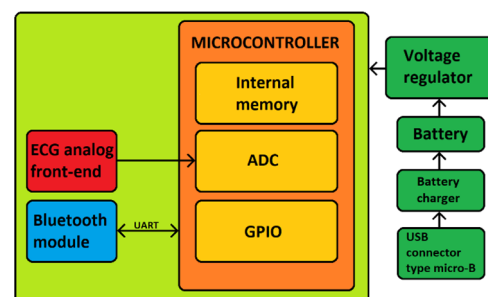 MICROCONTROLLER
Internal
memory
ECG analog
front-end
ADC
Bluetooth
module
UART
GPIO
Voltage
regulator
Battery
Battery
charger
USB
connector
type micro-B